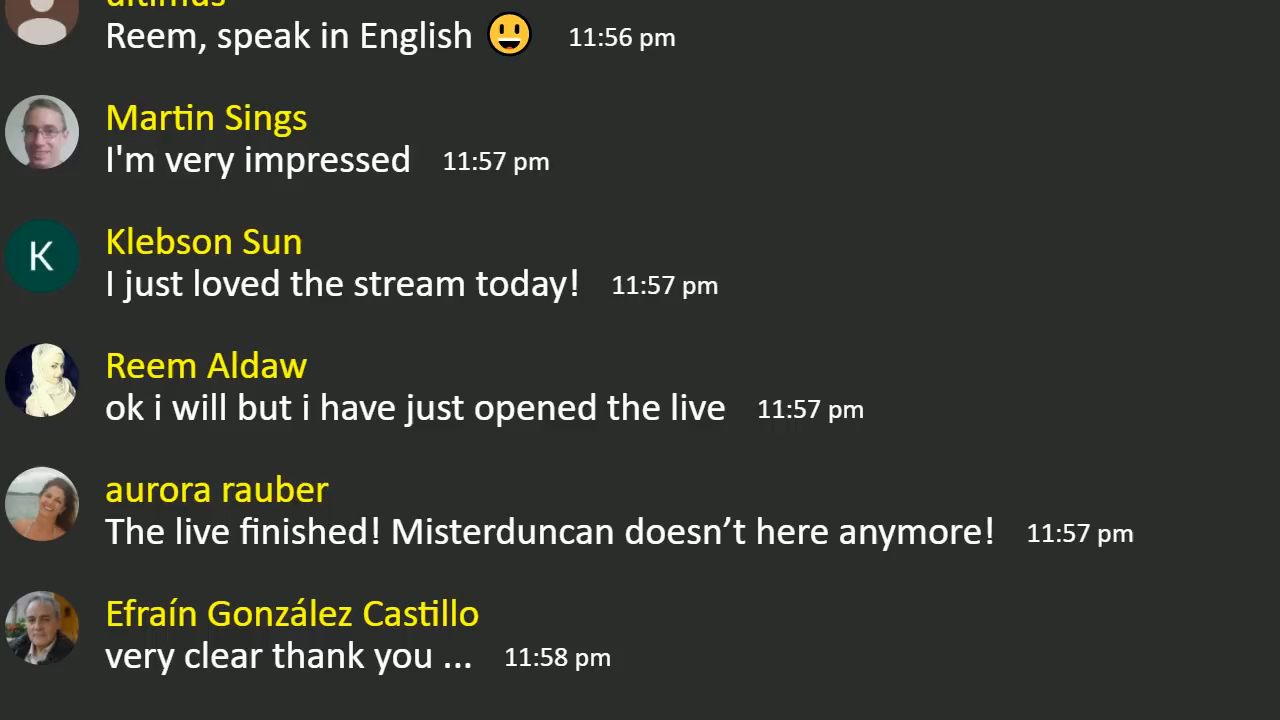 Reem, speak in English 😃 11:56 pm
Martin Sings
I'm very impressed 11:57 pm
K
Klebson Sun
I just loved the stream today! 11:57 pm
Reem Aldaw
ok i will but i have just opened the live 11:57 pm
aurora rauber
The live finished! Misterduncan doesn’t here anymore! 11:57 pm
Efraín González Castillo
very clear thank you ... 11:58 pm